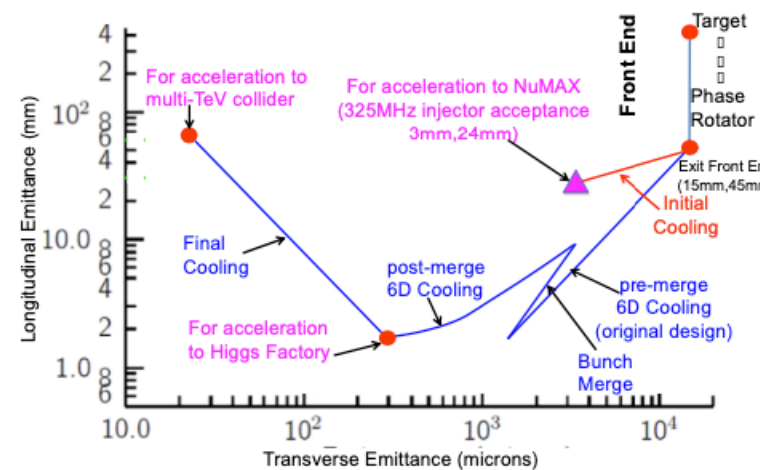 Target
Front End
Phase
Rotator
For acceleration to
multi-TeV collider
For acceleration to NuMAX
(325MHz injector acceptance
3mm,24mm)
Exit Front En
(15mm,45mm
Initial
Cooling
Final
Cooling
post-merge
6D Cooling
pre-merge
6D Cooling
(original design)
For acceleration
to Higgs Factory
Bunch
Merge
Longitudinal Emittance (mm)
4
2
10²
8
6
4
2
10.0
8
6
4
2
1.0
8
6
10.0
10²
10³
10⁴
Transverse Emittance (microns)